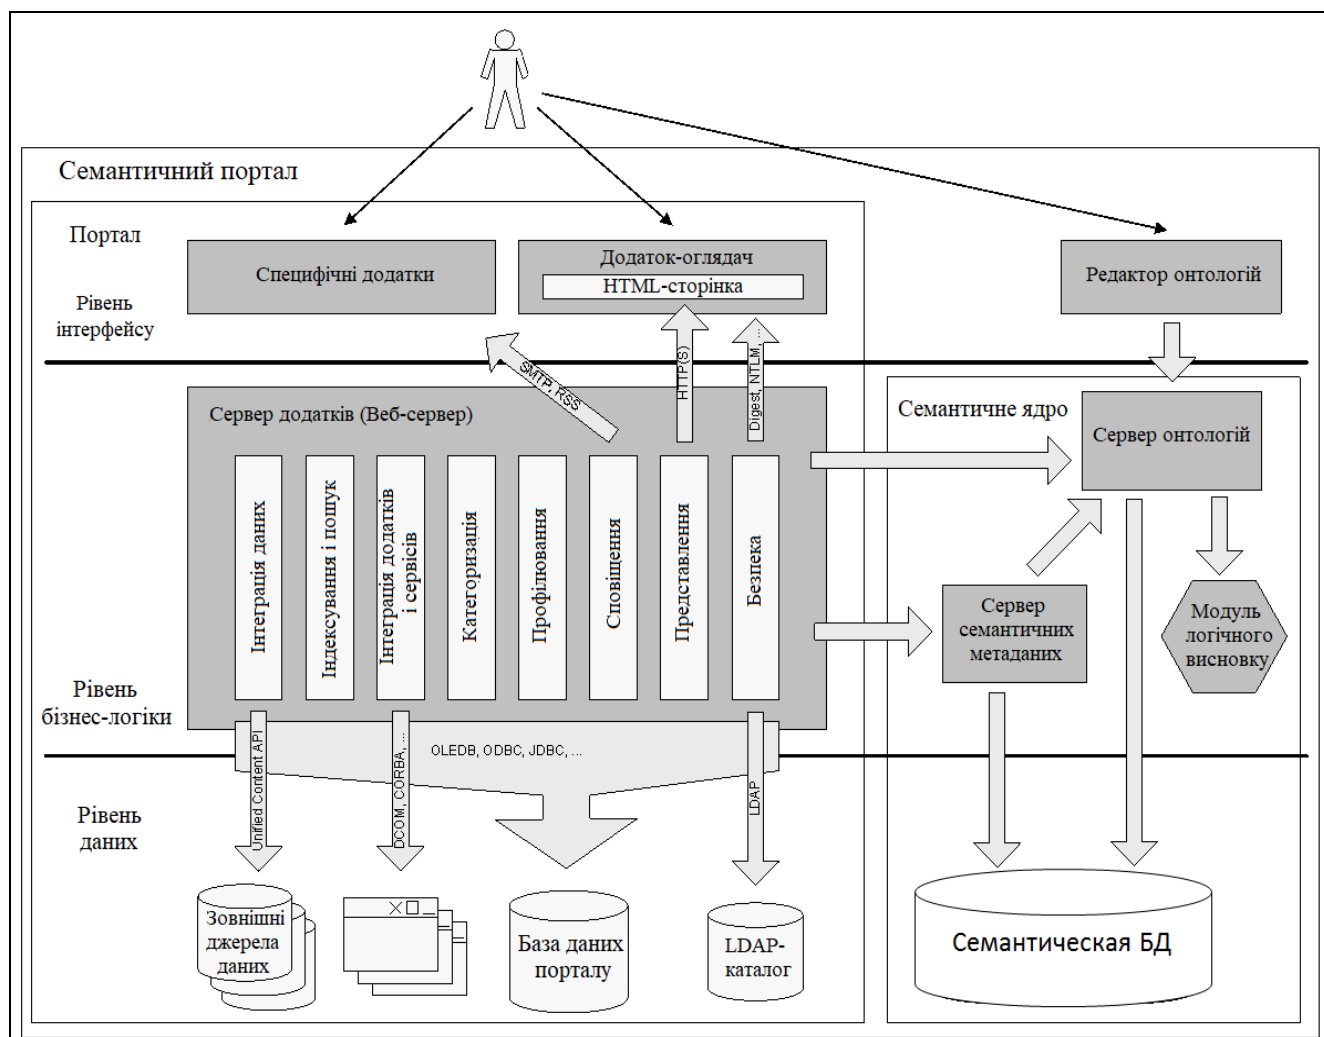 Семантичний портал
Портал
Рівень
інтерфейсу
Специфічні додатки
Додаток-оглядач
HTML-сторінка
Редактор онтологій
SMTP, RSS
HTTP(S)
Digest, NTLM, ...
Сервер додатків (Веб-сервер)
Інтеграція даних
Індексування і пошук
Інтеграція додатків
і сервісів
Категоризація
Профілювання
Сповіщення
Представлення
Безпека
Семантичне ядро
Сервер онтологій
Сервер
семантичних
метаданих
Модуль
логічного
висновку
Рівень
бізнес-логіки
OLEDB, ODBC, JDBC, ...
Unified Content API
DCOM, CORBA, ...
LDAP
Рівень
даних
Зовнішні
джерела
даних
База даних
порталу
LDAP-
каталог
Семантическая БД